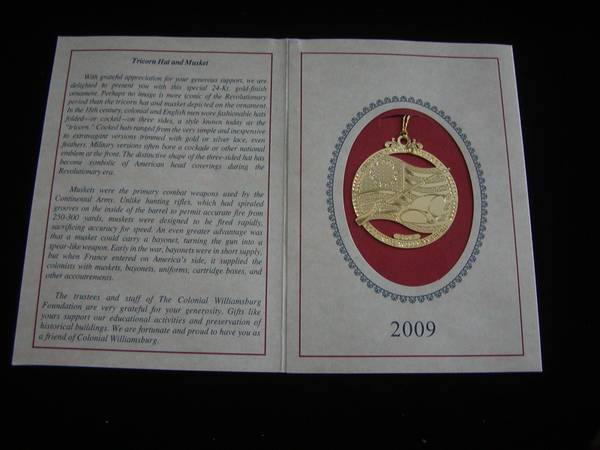 Tricorn Hat and Musket
With grateful appreciation for your generous support, we are
delighted to present you with this special 24-Kt. gold-finish
ornament. Perhaps no image is more iconic of the Revolutionary
period than the tricorn hat and musket depicted on the ornament.
In the 18th century, colonial and English men wore fashionable hats
folded—or cocked—on three sides, a style known today as the
"tricorn." Cocked hats ranged from the very simple and inexpensive
to extravagant versions trimmed with gold or silver lace, even
feathers. Military versions often bore a cockade or other national
emblem at the front. The distinctive shape of the three-sided hat has
become symbolic of American head coverings during the
Revolutionary era.
Muskets were the primary combat weapons used by the
Continental Army. Unlike hunting rifles, which had spiraled
grooves on the inside of the barrel to permit accurate fire from
250-300 yards, muskets were designed to be fired rapidly,
sacrificing accuracy for speed. An even greater advantage was
that a musket could carry a bayonet, turning the gun into a
spear-like weapon. Early in the war, bayonets were in short supply,
but when France entered on America's side, it supplied the
colonists with muskets, bayonets, uniforms, cartridge boxes, and
other accoutrements.
The trustees and staff of The Colonial Williamsburg
Foundation are very grateful for your generosity. Gifts like
yours support our educational activities and preservation of
historical buildings. We are fortunate and proud to have you as
a friend of Colonial Williamsburg.
2009